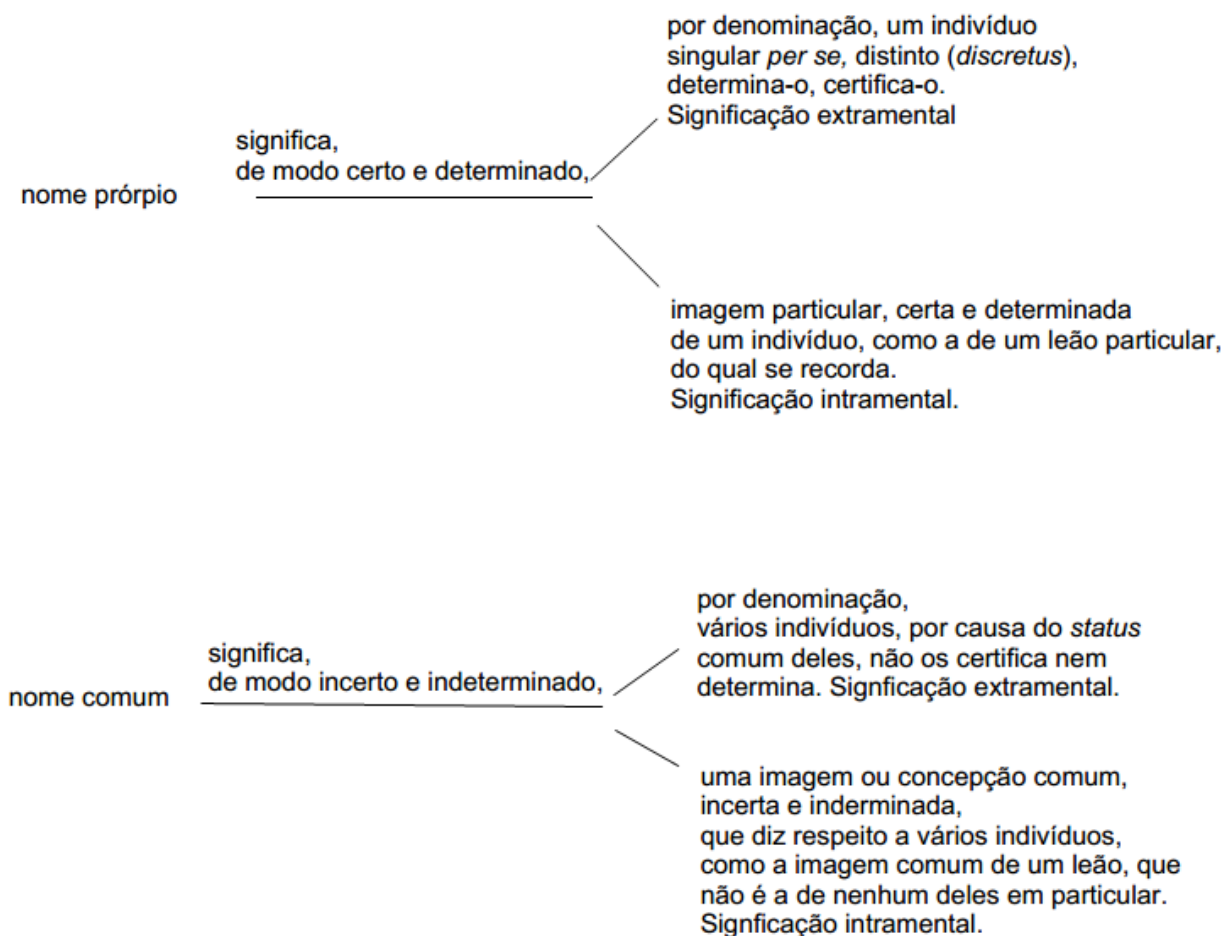 por denominação, um indivíduo
singular per se, distinto (discretus),
determina-o, certifica-o.
Significação extramental
significa,
de modo certo e determinado,
nome prórpio
imagem particular, certa e determinada
de um indivíduo, como a de um leão particular,
do qual se recorda.
Significação intramental.
por denominação,
vários indivíduos, por causa do status
comum deles, não os certifica nem
determina. Signficação extramental.
significa,
de modo incerto e indeterminado,
nome comum
uma imagem ou concepção comum,
incerta e inderminada,
que diz respeito a vários indivíduos,
como a imagem comum de um leão, que
não é a de nenhum deles em particular.
Signficação intramental.